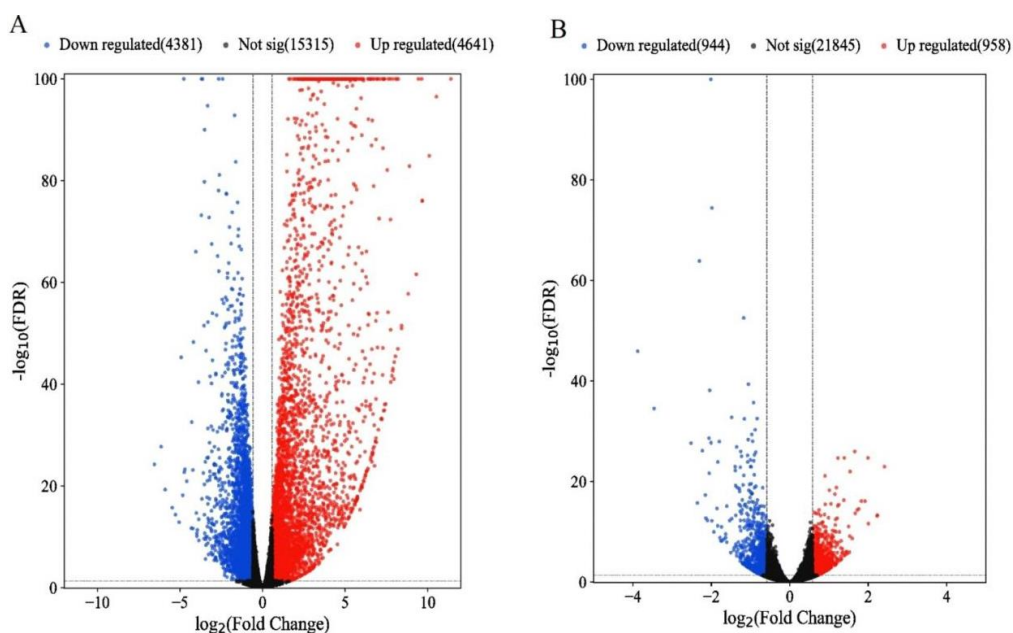 A
Down regulated(4381) Not sig(15315) Up regulated(4641)
100
80
60
40
20
0
-log10(FDR)
−10 −5 0 5 10
log2(Fold Change)
B
Down regulated(944) Not sig(21845) Up regulated(958)
100
80
60
40
20
0
-log10(FDR)
−4 −2 0 2 4
log2(Fold Change)